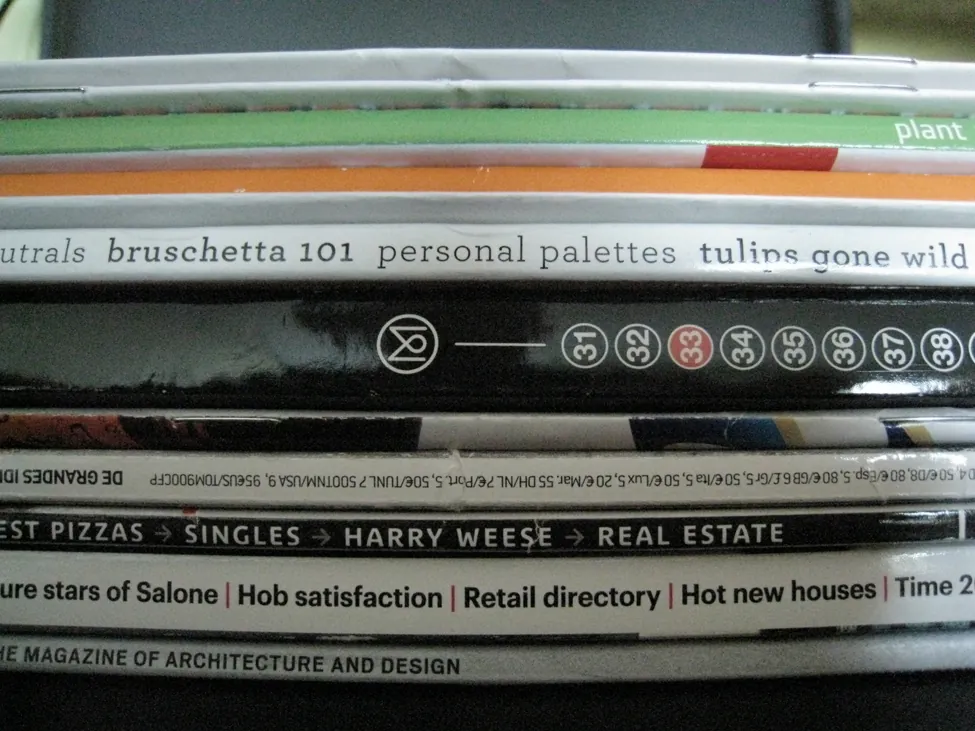 plant
utrals bruschetta 101 personal palettes tulips gone wild
31 32 33 34 35 36 37 38
DE GRANDES IDÉ
EST PIZZAS → SINGLES → HARRY WEESE → REAL ESTATE
ure stars of Salone | Hob satisfaction | Retail directory | Hot new houses | Time 2
HE MAGAZINE OF ARCHITECTURE AND DESIGN